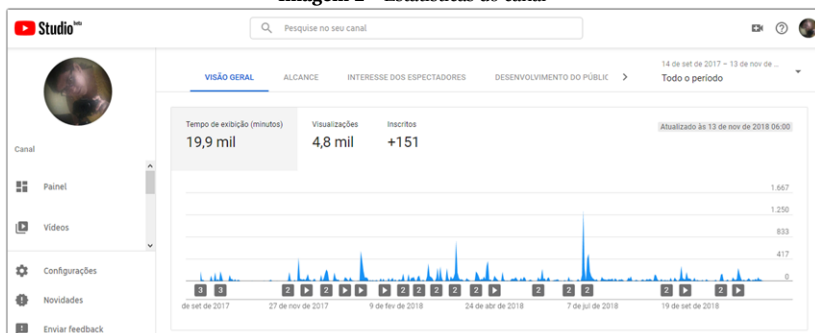 Imagem 2 – Estatísticas do canal
Studio beta
Pesquise no seu canal
14 de set de 2017 – 13 de nov de ...
VISÃO GERAL ALCANCE INTERESSE DOS ESPECTADORES DESENVOLVIMENTO DO PÚBLIC Todo o período
Tempo de exibição (minutos) Visualizações Inscritos
Atualizado às 13 de nov de 2018 06:00
19,9 mil 4,8 mil +151
Canal
Painel
1.667
1.250
Vídeos
833
417
Configurações
0
3 3 2 2 2 2 2 2 2 2 2 2 2 2 2
Novidades
de set de 2017 27 de nov de 2017 9 de fev de 2018 24 de abr de 2018 7 de jul de 2018 19 de set de 2018
Enviar feedback